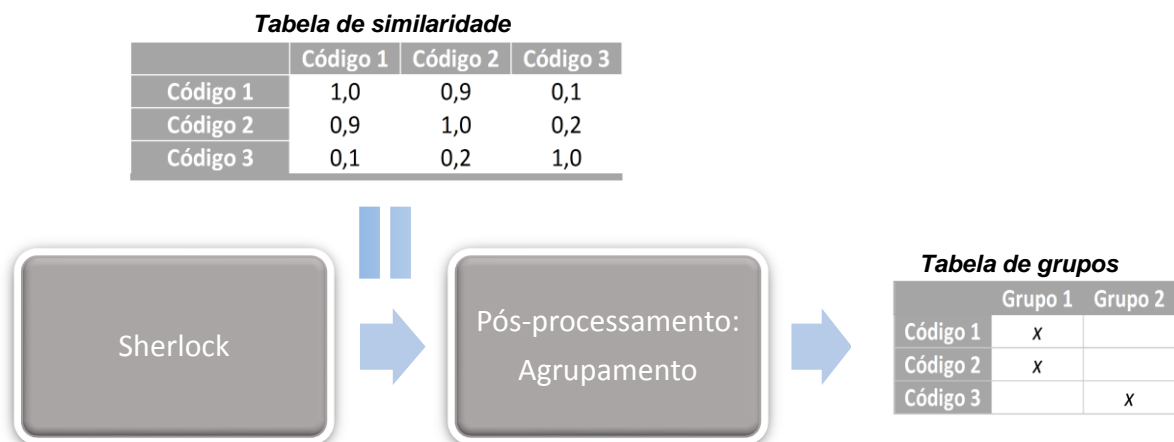 Tabela de similaridade
Código 1 Código 2 Código 3
Código 1 1,0 0,9 0,1
Código 2 0,9 1,0 0,2
Código 3 0,1 0,2 1,0
Sherlock
Pós-processamento:
Agrupamento
Tabela de grupos
Grupo 1 Grupo 2
Código 1 x
Código 2 x
Código 3 x